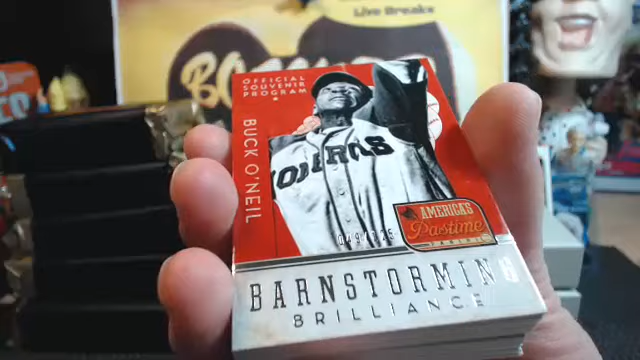 Live Breaks
OFFICIAL
SOUVENIR
PROGRAM
BUCK O'NEIL
AMERICA'S
Pastime
BARNSTORMING
BRILLIANCE